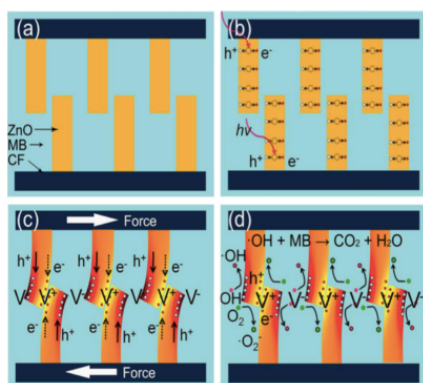 (a)
ZnO
MB
CF
(b)
h⁺ e⁻
hν
h⁺ e⁻
(c)
Force
h⁺ e⁻ h⁺ e⁻ h⁺ e⁻
V⁻ V⁺ V⁻ V⁺ V⁻ V⁺ V⁻
e⁻ h⁺ e⁻ h⁺ e⁻ h⁺
Force
(d)
·OH + MB → CO₂ + H₂O
·OH
h⁺
OH⁻ V⁺ V⁻ V⁺ V⁻ V⁺ V⁻
O₂ e⁻
·O₂⁻